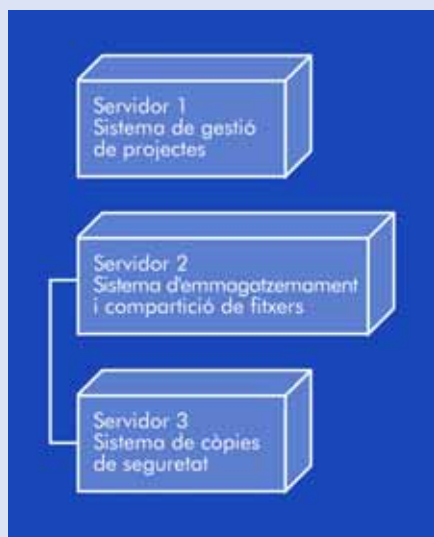 Servidor 1
Sistema de gestió
de projectes
Servidor 2
Sistema d'emmagatzemament
i compartició de fitxers
Servidor 3
Sistema de còpies
de seguretat